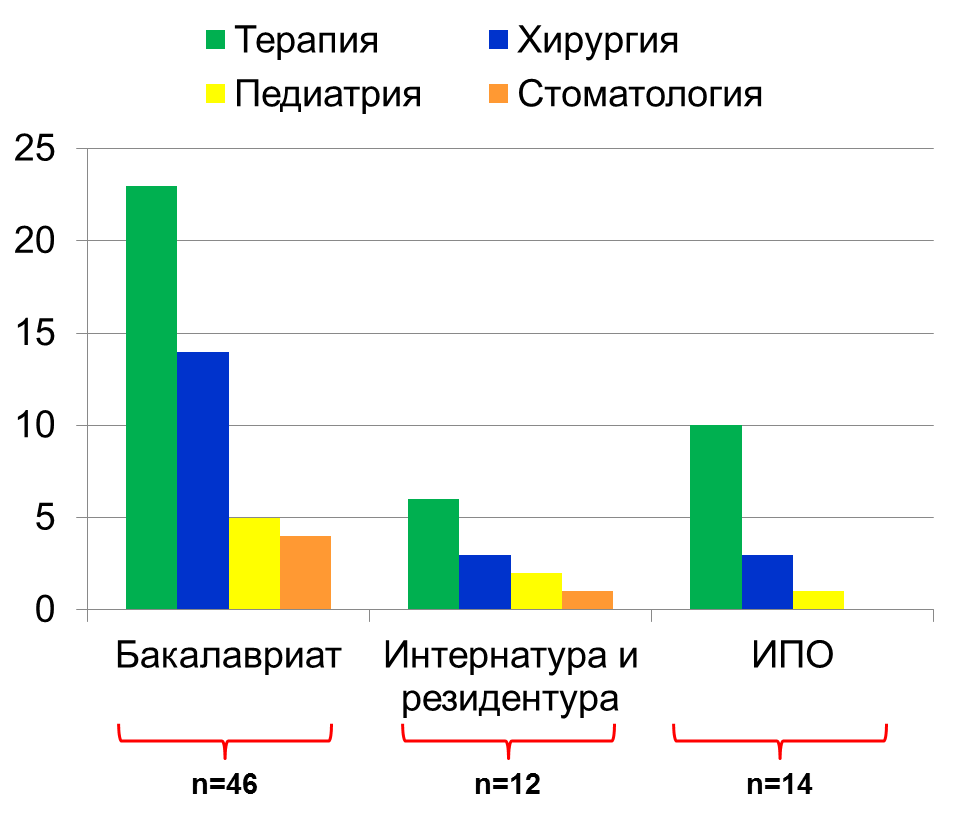 Терапия
Хирургия
Педиатрия
Стоматология
25
20
15
10
5
0
Бакалавриат
Интернатура и
резидентура
ИПО
n=46
n=12
n=14